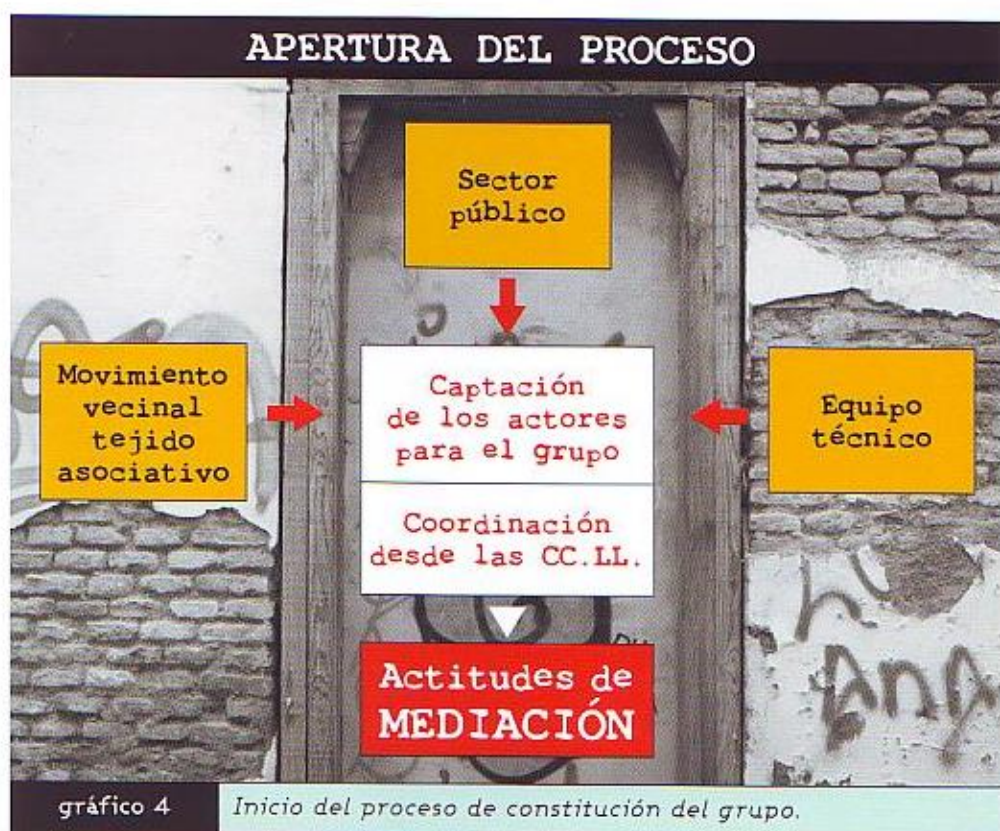 APERTURA DEL PROCESO
Sector
público
Movimiento
vecinal
tejido
asociativo
Captación
de los actores
para el grupo
Equipo
técnico
Coordinación
desde las CC.LL.
Actitudes de
MEDIACIÓN
ANA
gráfico 4
Inicio del proceso de constitución del grupo.